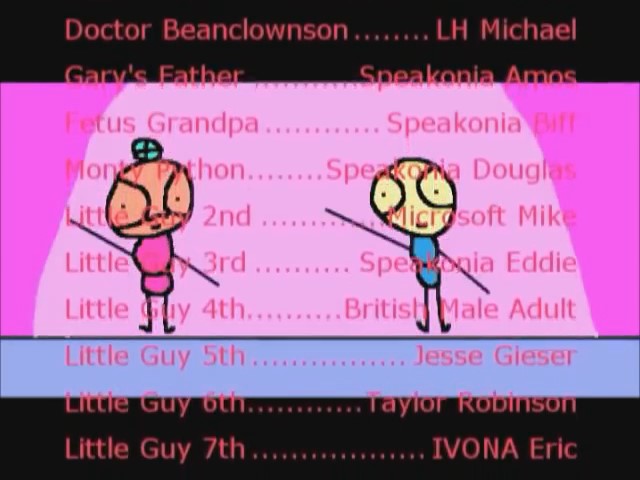 Doctor Beanclownson ........ LH Michael
Gary's Father ...........Speakonia Amos
Fetus Grandpa............ Speakonia Biff
Monty Python........Speakonia Douglas
Little Guy 2nd ............Microsoft Mike
Little Guy 3rd .......... Speakonia Eddie
Little Guy 4th..........British Male Adult
Little Guy 5th................ Jesse Gieser
Little Guy 6th............Taylor Robinson
Little Guy 7th.................. IVONA Eric